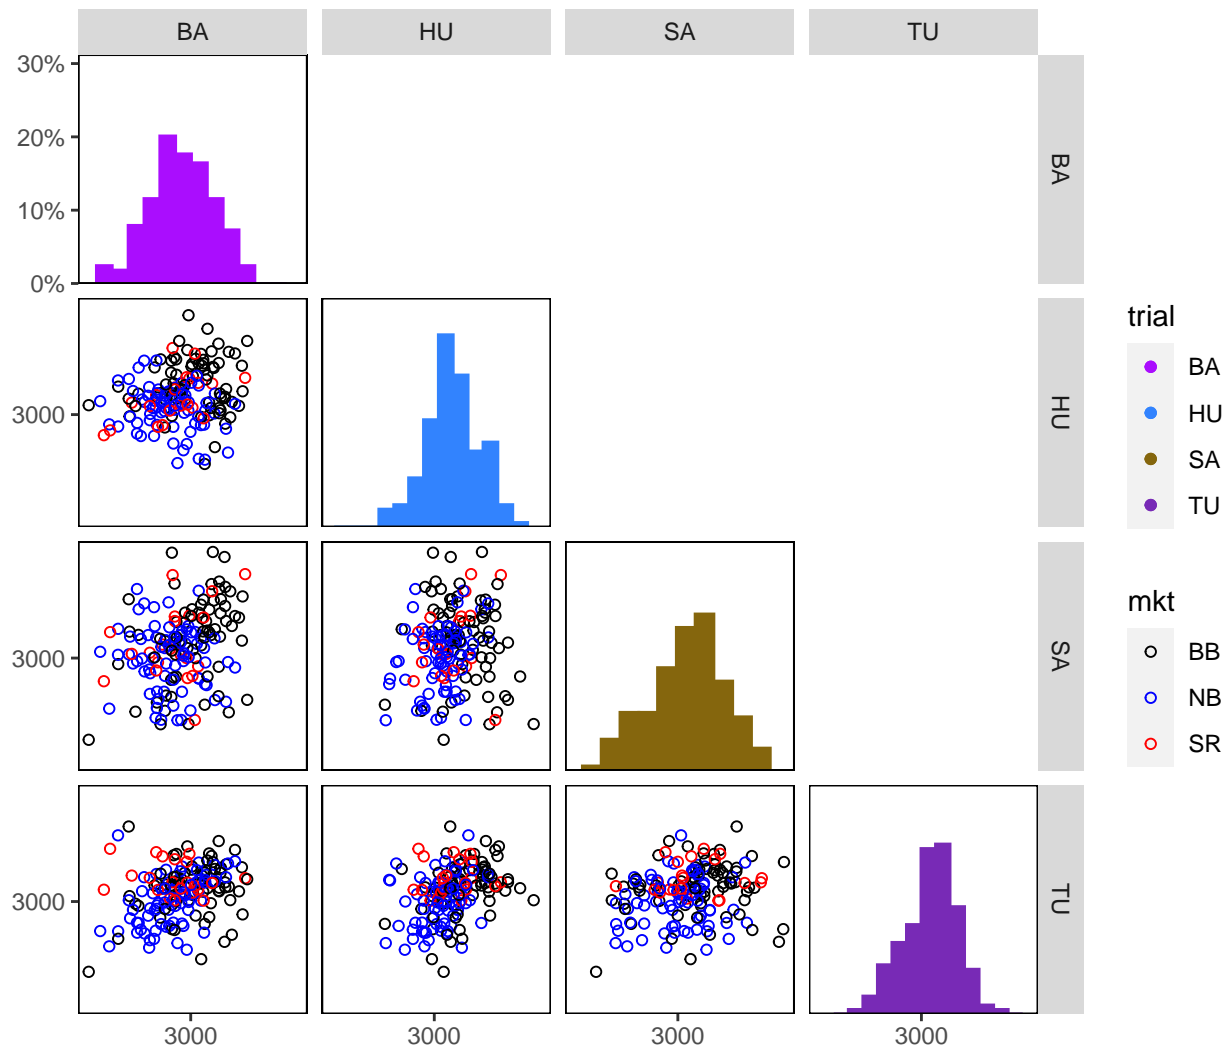 BA HU SA TU
30%
20%
10%
0%
BA
3000
HU
3000
SA
3000
TU
3000 3000 3000 3000
trial
BA
HU
SA
TU
mkt
BB
NB
SR